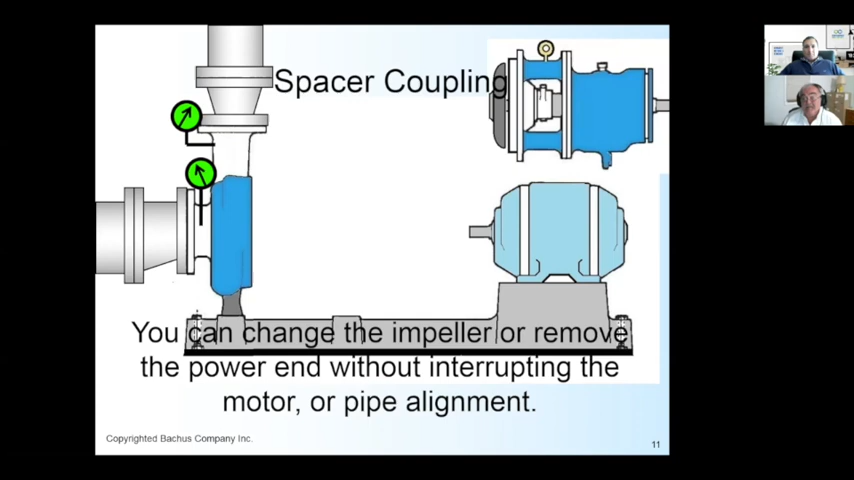 Spacer Coupling
You can change the impeller or remove
the power end without interrupting the
motor, or pipe alignment.
Copyrighted Bachus Company Inc.
11